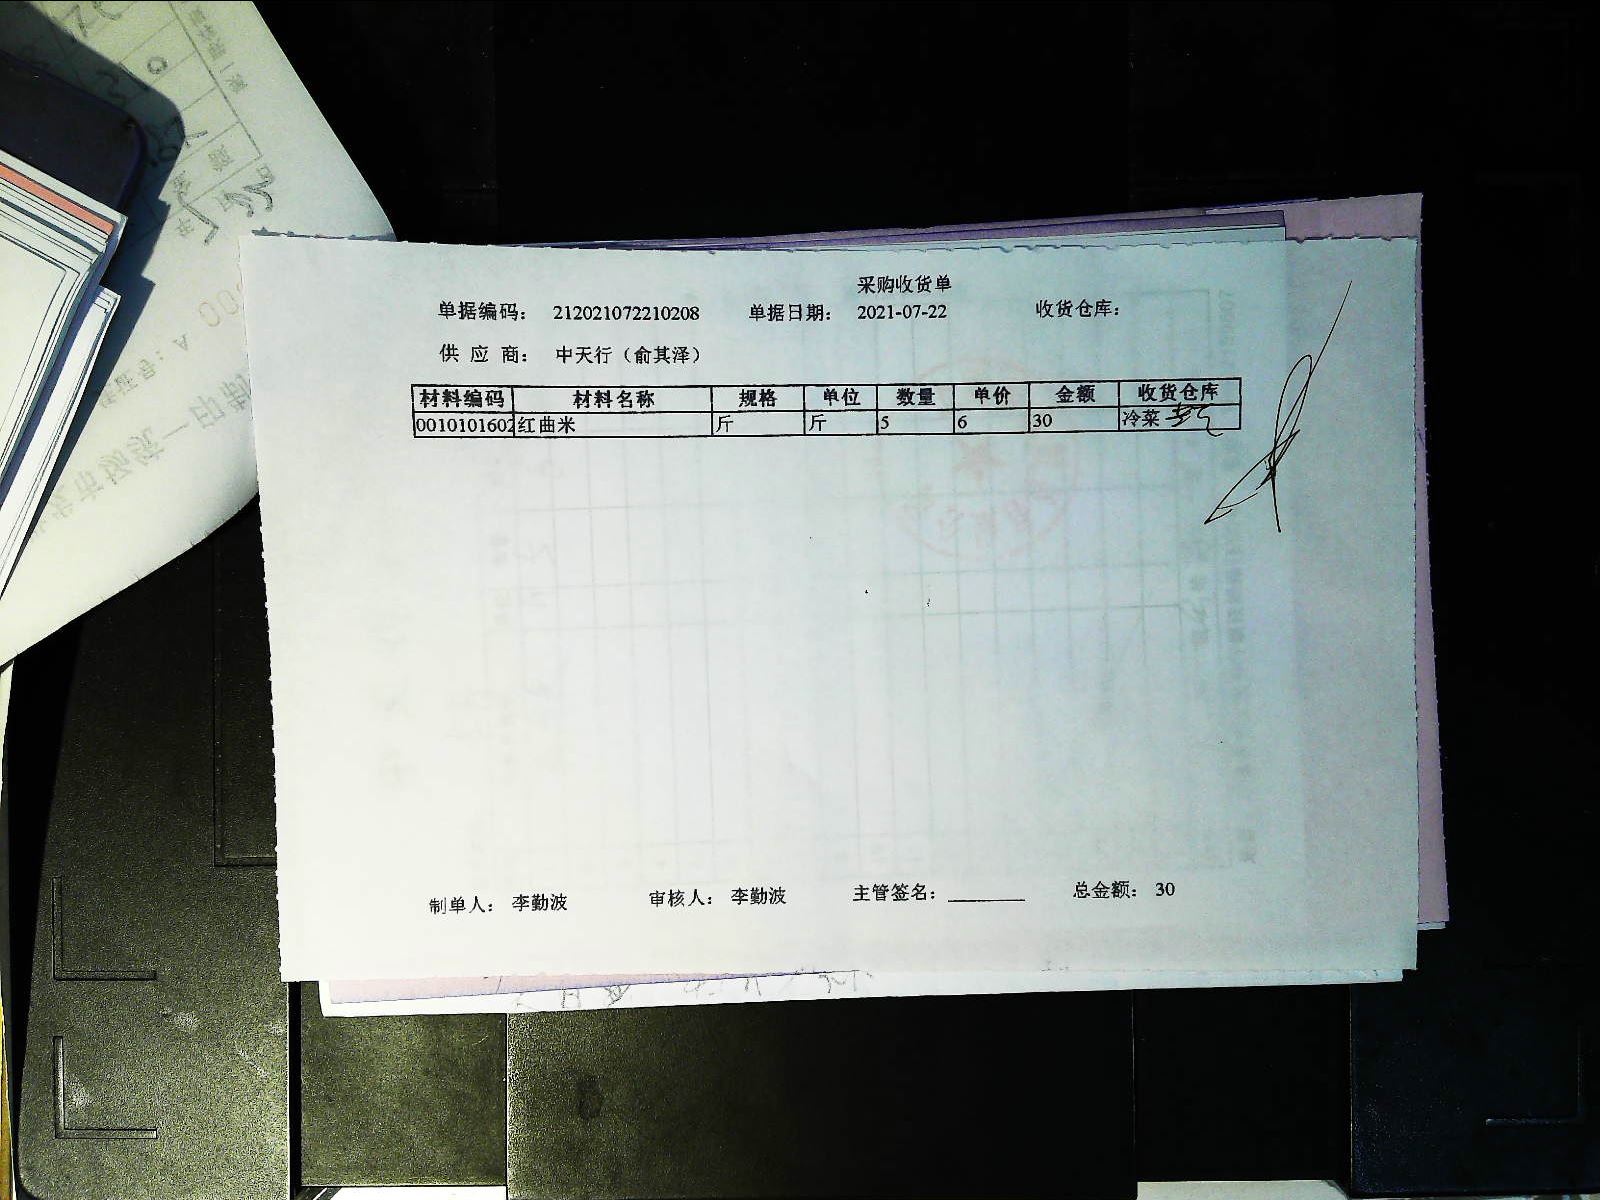 采购收货单
单据编码： 212021072210208 单据日期： 2021-07-22 收货仓库：
供 应 商： 中天行（俞其泽）
材料编码 材料名称 规格 单位 数量 单价 金额 收货仓库
0010101602 红曲米 斤 斤 5 6 30 冷菜
制单人： 李勤波 审核人： 李勤波 主管签名： 总金额： 30